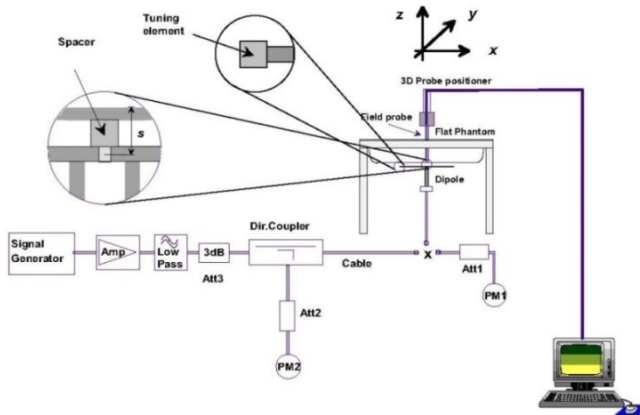 Tuning
element
Spacer
s
z
y
x
3D Probe positioner
Field probe
Flat Phantom
Dipole
Signal
Generator
Amp
Low
Pass
3dB
Att3
Dir.Coupler
Cable
x
Att1
PM1
Att2
PM2